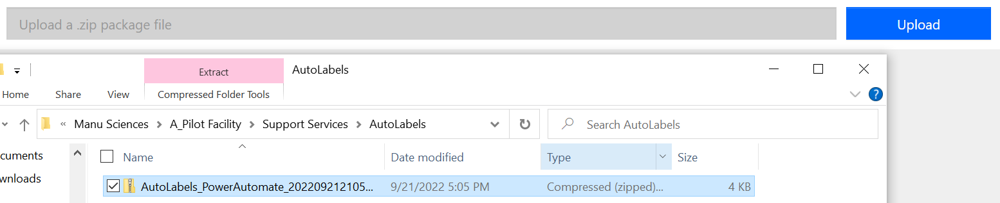 Upload a .zip package file Upload
Extract AutoLabels
Home Share View Compressed Folder Tools ?
« Manu Sciences > A_Pilot Facility > Support Services > AutoLabels Search AutoLabels
cuments Name Date modified Type Size
wnloads AutoLabels_PowerAutomate_202209212105... 9/21/2022 5:05 PM Compressed (zipped)... 4 KB